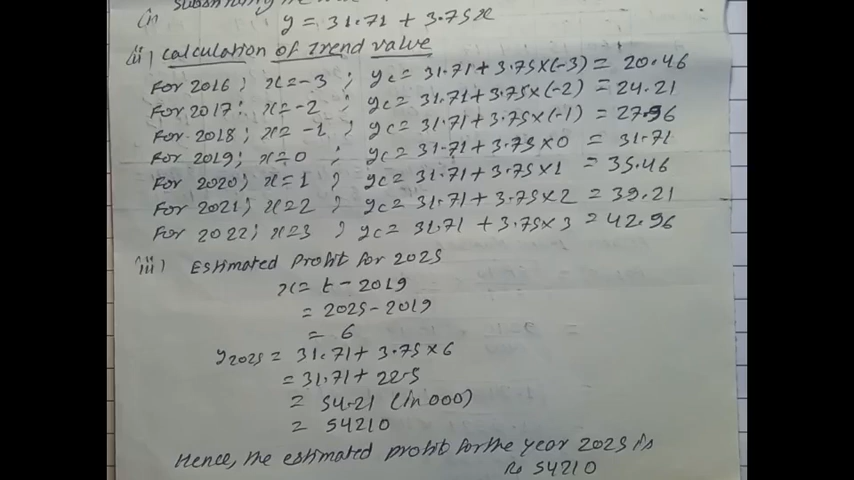 (i)
y = 31.71 + 3.75x
(ii) Calculation of Trend valve
For 2016; x = -3 ; yc = 31.71 + 3.75 x (-3) = 20.46
For 2017: x = -2 ; yc = 31.71 + 3.75 x (-2) = 24.21
For 2018: x = -1 ; yc = 31.71 + 3.75 x (-1) = 27.96
For 2019; x = 0 ; yc = 31.71 + 3.75 x 0 = 31.71
For 2020; x = 1 ; yc = 31.71 + 3.75 x 1 = 35.46
For 2021; x = 2 ; yc = 31.71 + 3.75 x 2 = 39.21
For 2022; x = 3 ; yc = 31.71 + 3.75 x 3 = 42.96
(iii) Estimated Profit for 2025
x = t - 2019
= 2025 - 2019
= 6
y2025 = 31.71 + 3.75 x 6
= 31.71 + 22.5
= 54.21 (in 000)
= 54210
Hence, the estimated profit for the year 2025 is
Rs 54210